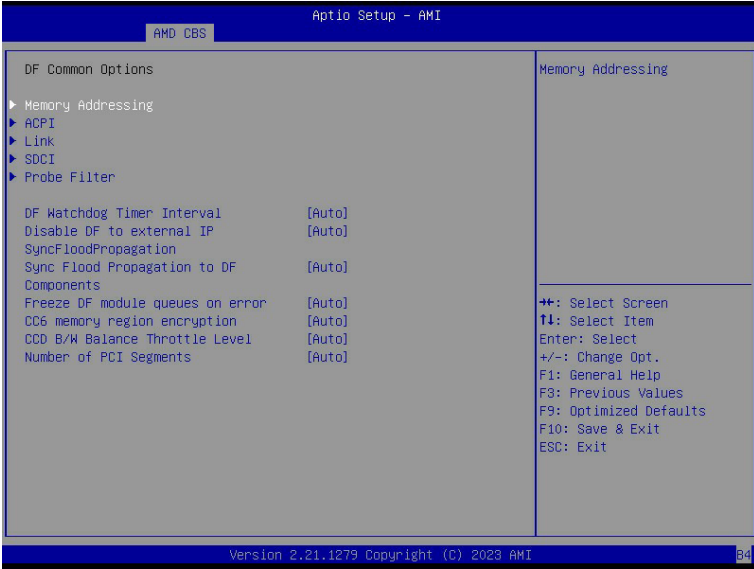 Aptio Setup – AMI
AMD CBS
DF Common Options
Memory Addressing
ACPI
Link
SDCI
Probe Filter
DF Watchdog Timer Interval [Auto]
Disable DF to external IP [Auto]
SyncFloodPropagation
Sync Flood Propagation to DF [Auto]
Components
Freeze DF module queues on error [Auto]
CC6 memory region encryption [Auto]
CCD B/W Balance Throttle Level [Auto]
Number of PCI Segments [Auto]
Memory Addressing
→←: Select Screen
↑↓: Select Item
Enter: Select
+/-: Change Opt.
F1: General Help
F3: Previous Values
F9: Optimized Defaults
F10: Save & Exit
ESC: Exit
Version 2.21.1279 Copyright (C) 2023 AMI
B4